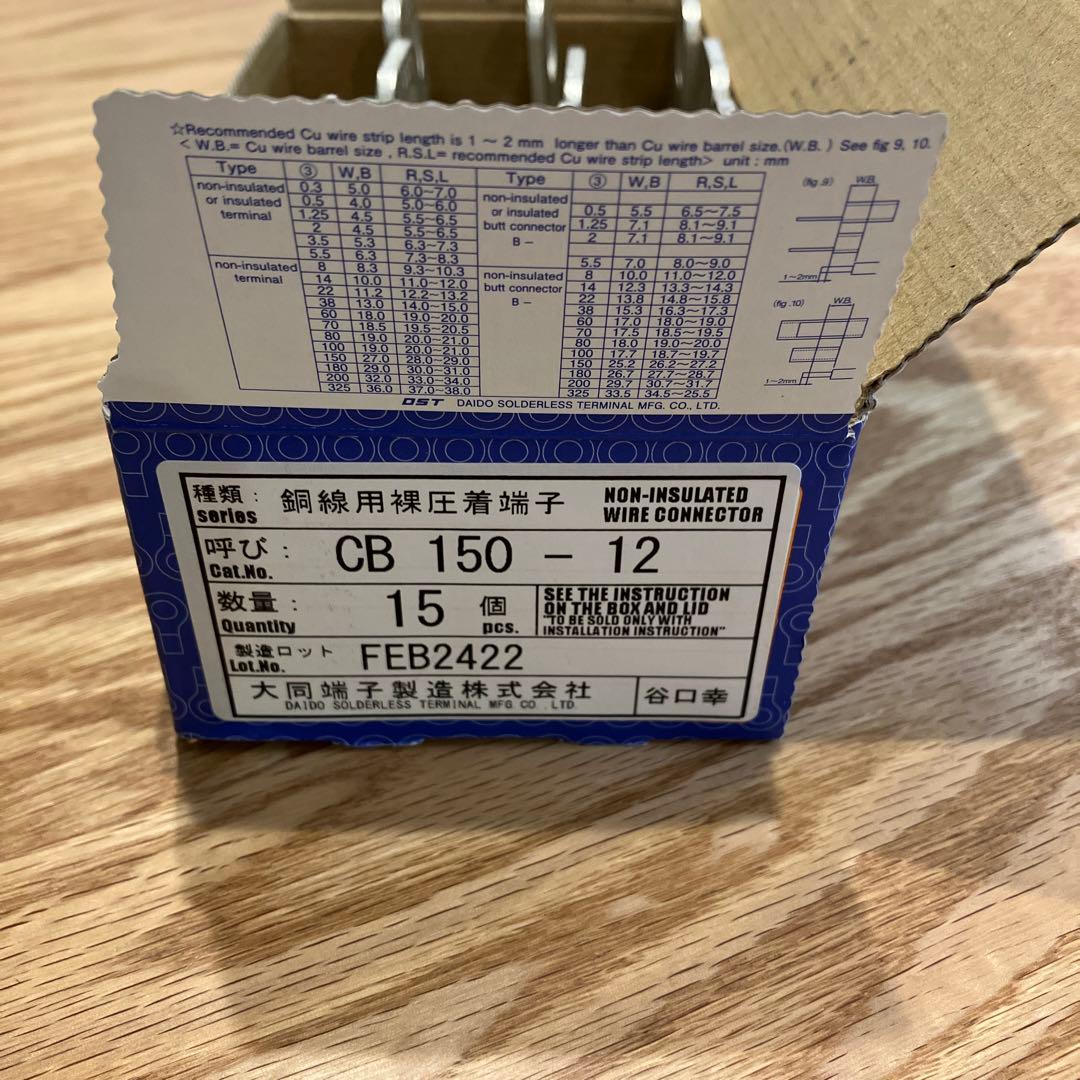 ☆Recommended Cu wire strip length is 1 ～ 2 mm longer than Cu wire barrel size.(W.B. ) See fig 9, 10.
< W.B.= Cu wire barrel size , R.S.L= recommended Cu wire strip length> unit : mm
Type ③ W,B R,S,L
non-insulated or insulated terminal
0.3 5.0 6.0～7.0
0.5 4.0 5.0～6.0
1.25 4.5 5.5～6.5
2 4.5 5.5～6.5
3.5 5.3 6.3～7.3
5.5 6.3 7.3～8.3
non-insulated terminal
8 8.3 9.3～10.3
14 10.0 11.0～12.0
22 11.2 12.2～13.2
38 13.0 14.0～15.0
60 18.0 19.0～20.0
70 18.5 19.5～20.5
80 19.0 20.0～21.0
100 19.0 20.0～21.0
150 27.0 28.0～29.0
180 29.0 30.0～31.0
200 32.0 33.0～34.0
325 36.0 37.0～38.0
Type ③ W,B R,S,L
non-insulated or insulated butt connector B －
0.5 5.5 6.5～7.5
1.25 7.1 8.1～9.1
2 7.1 8.1～9.1
5.5 7.0 8.0～9.0
non-insulated butt connector B －
8 10.0 11.0～12.0
14 12.3 13.3～14.3
22 13.8 14.8～15.8
38 15.3 16.3～17.3
60 17.0 18.0～19.0
70 17.5 18.5～19.5
80 18.0 19.0～20.0
100 17.7 18.7～19.7
150 25.2 26.2～27.2
180 26.7 27.7～28.7
200 29.7 30.7～31.7
325 33.5 34.5～25.5
(fig .9) W.B.
1～2mm
(fig .10) W.B.
1～2mm
DST DAIDO SOLDERLESS TERMINAL MFG. CO., LTD.
種類: 銅線用裸圧着端子 NON-INSULATED
series WIRE CONNECTOR
呼び: CB 150 － 12
Cat.No.
数量: 15 個
Quantity pcs.
SEE THE INSTRUCTION
ON THE BOX AND LID
"TO BE SOLD ONLY WITH
INSTALLATION INSTRUCTION"
製造ロット FEB2422
Lot.No.
大同端子製造株式会社 谷口幸
DAIDO SOLDERLESS TERMINAL MFG. CO.,LTD.